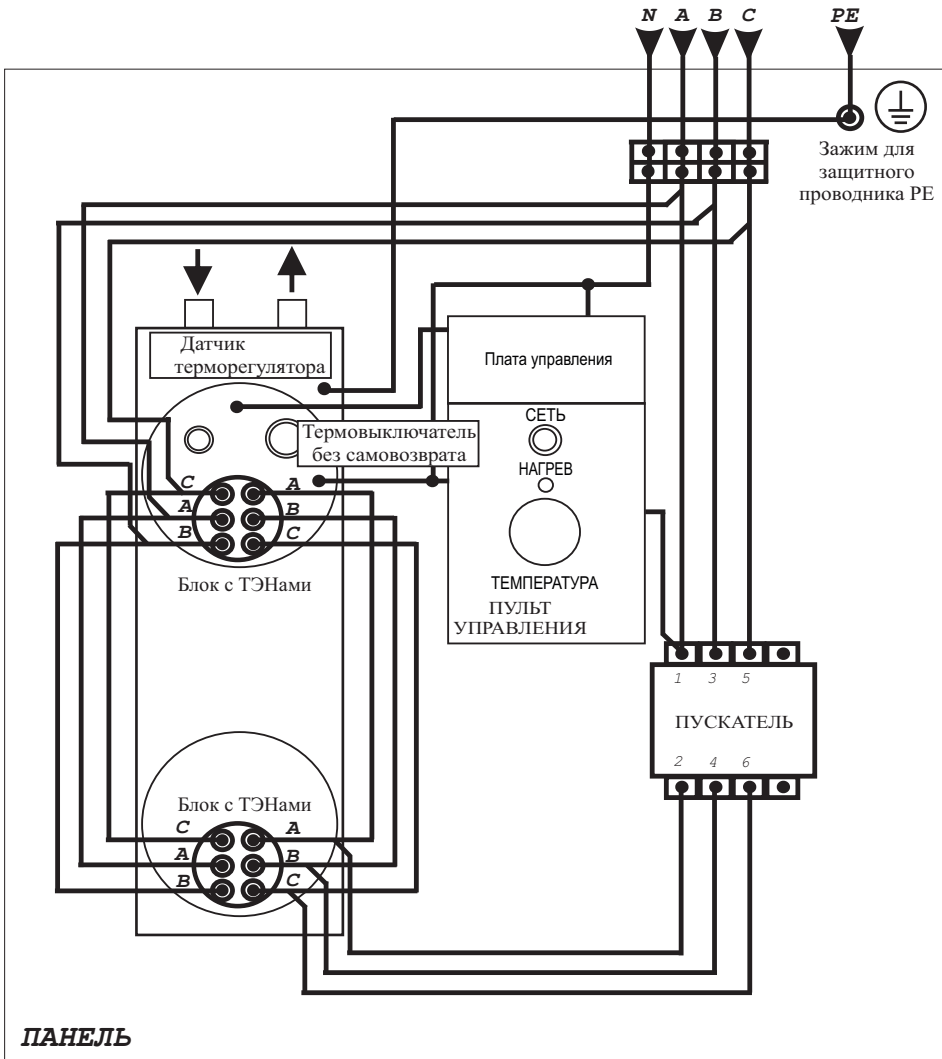 N A B C PE
Зажим для
защитного
проводника PE
Датчик
терморегулятора
Плата управления
СЕТЬ
Термовыключатель
без самовозврата
НАГРЕВ
C A
A B
B C
Блок с ТЭНами
ТЕМПЕРАТУРА
ПУЛЬТ
УПРАВЛЕНИЯ
1 3 5
ПУСКАТЕЛЬ
2 4 6
Блок с ТЭНами
C A
A B
B C
ПАНЕЛЬ